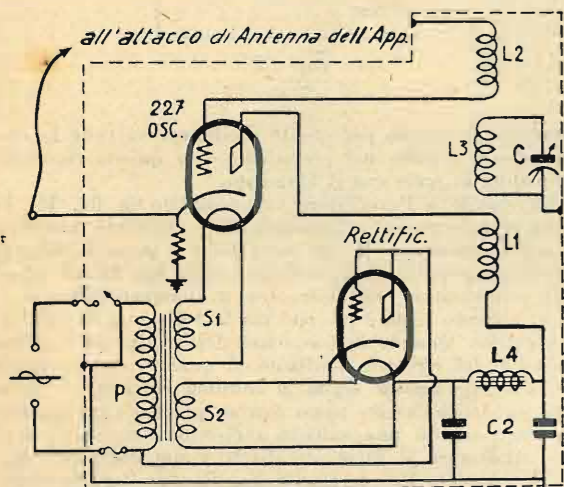 all'attacco di Antenna dell'App.
L2
227
OSC.
L3
C
L1
Rettific.
S1
L4
P
S2
C2